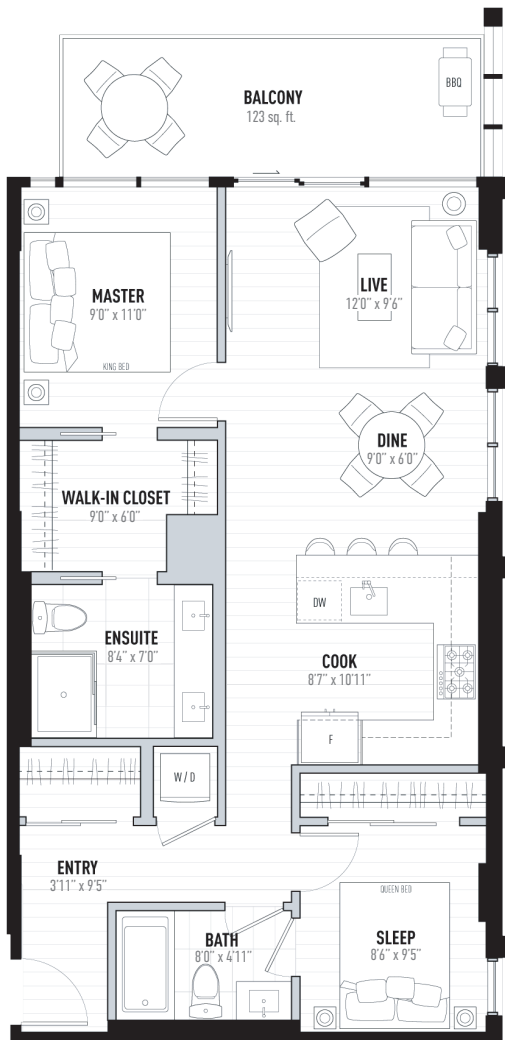 BBQ
BALCONY
123 sq. ft.
MASTER
9'0" x 11'0"
KING BED
LIVE
12'0" x 9'6"
DINE
9'0" x 6'0"
WALK-IN CLOSET
9'0" x 6'0"
DW
ENSUITE
8'4" x 7'0"
COOK
8'7" x 10'11"
F
W / D
ENTRY
3'11" x 9'5"
QUEEN BED
BATH
8'0" x 4'11"
SLEEP
8'6" x 9'5"